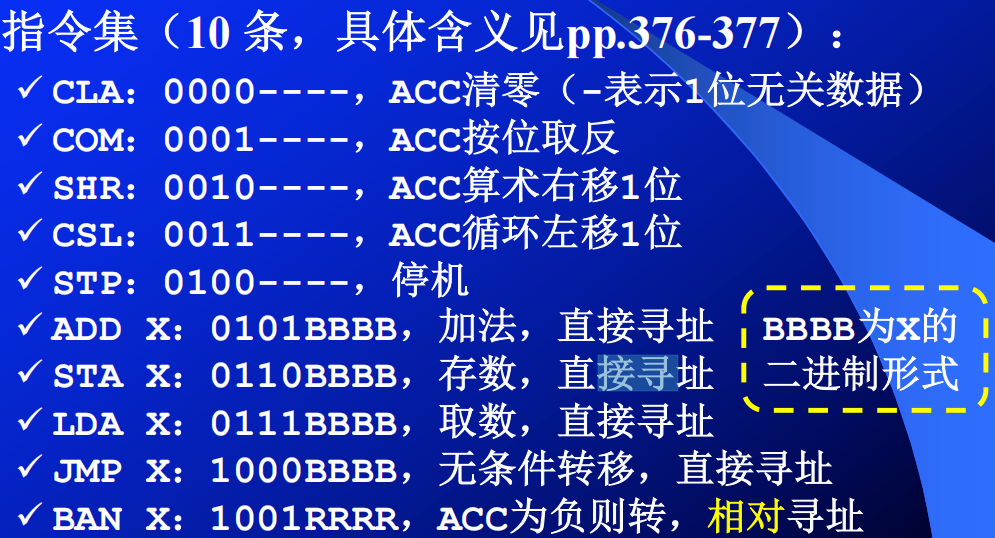 指令集（10 条，具体含义见pp.376-377）：
✓ CLA：0000----，ACC清零（-表示1位无关数据）
✓ COM：0001----，ACC按位取反
✓ SHR：0010----，ACC算术右移1位
✓ CSL：0011----，ACC循环左移1位
✓ STP：0100----，停机
✓ ADD X：0101BBBB，加法，直接寻址
✓ STA X：0110BBBB，存数，直接寻址
✓ LDA X：0111BBBB，取数，直接寻址
✓ JMP X：1000BBBB，无条件转移，直接寻址
✓ BAN X：1001RRRR，ACC为负则转，相对寻址
BBBB为X的
二进制形式